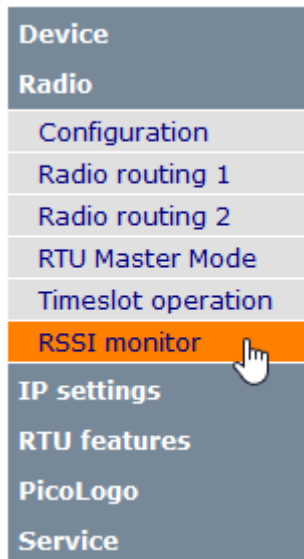 Device
Radio
Configuration
Radio routing 1
Radio routing 2
RTU Master Mode
Timeslot operation
RSSI monitor
IP settings
RTU features
PicoLogo
Service